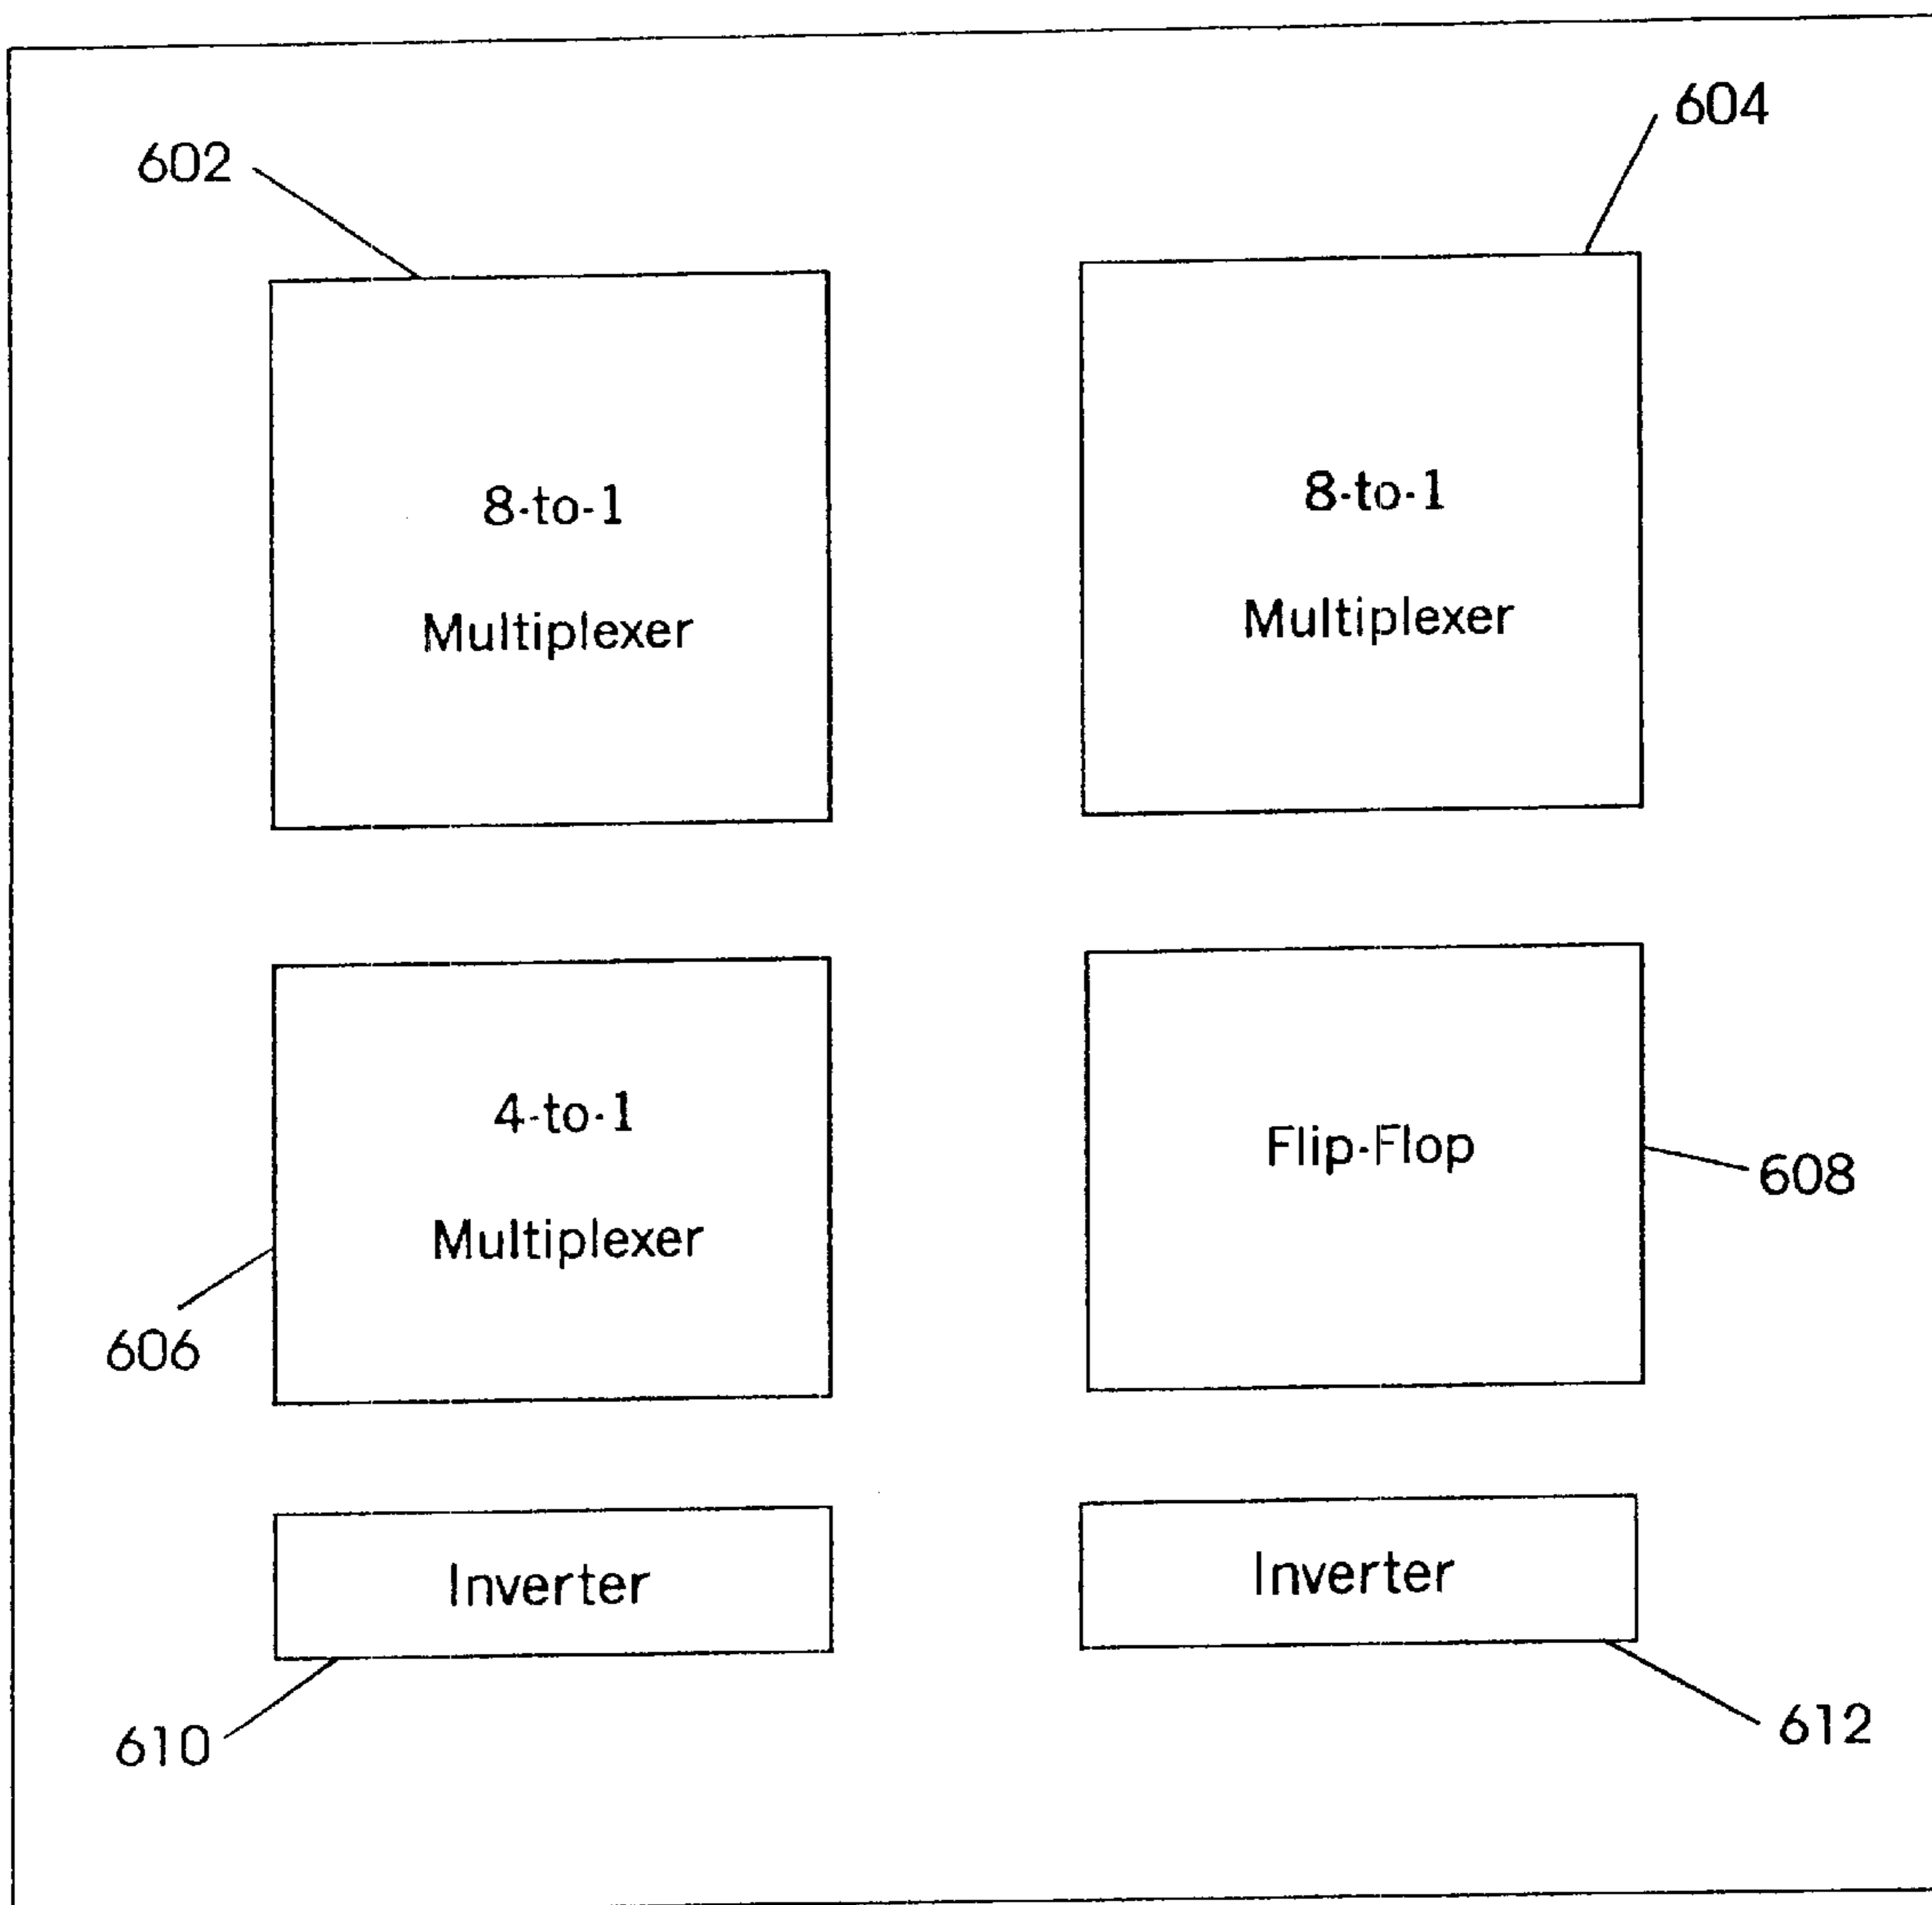 604
602
8-to-1
Multiplexer
8-to-1
Multiplexer
4-to-1
Multiplexer
Flip-Flop
608
606
Inverter
Inverter
610
612